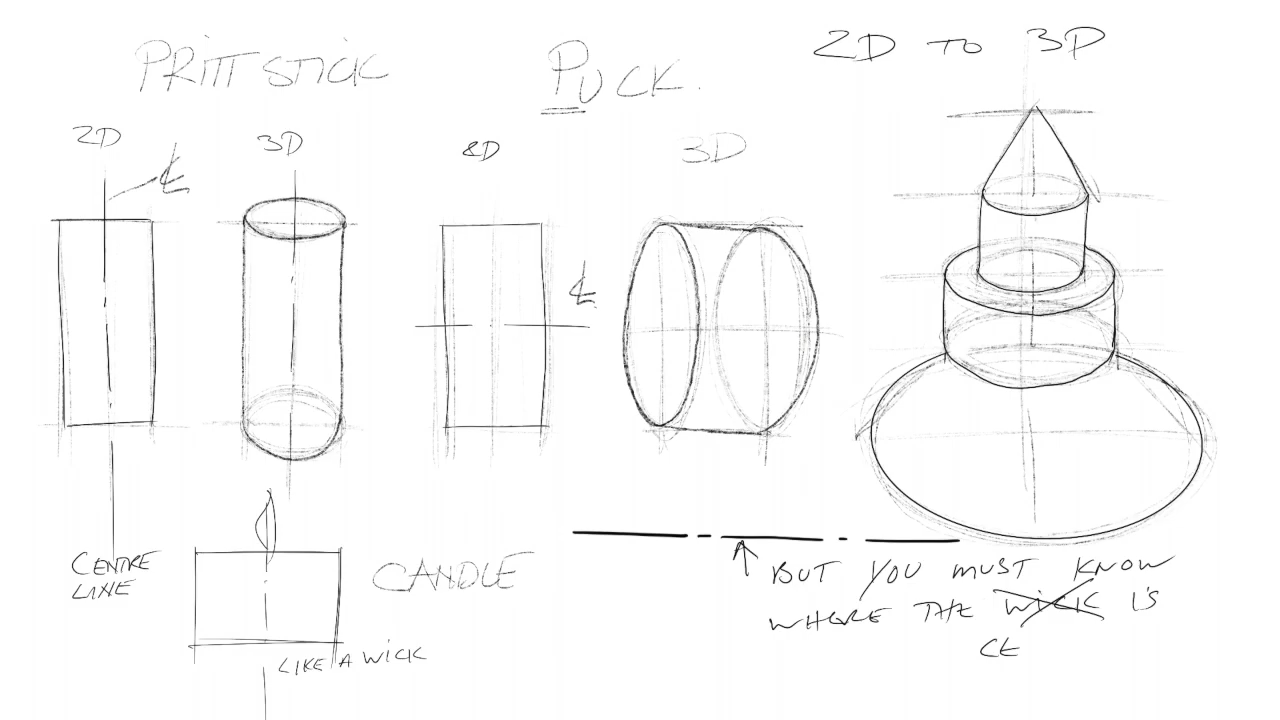 PRITT STICK
PUCK.
2D TO 3D
2D
3D
2D
3D
℄
℄
CENTRE
LINE
CANDLE
LIKE A WICK
BUT YOU MUST KNOW
WHERE THE WICK IS
CE